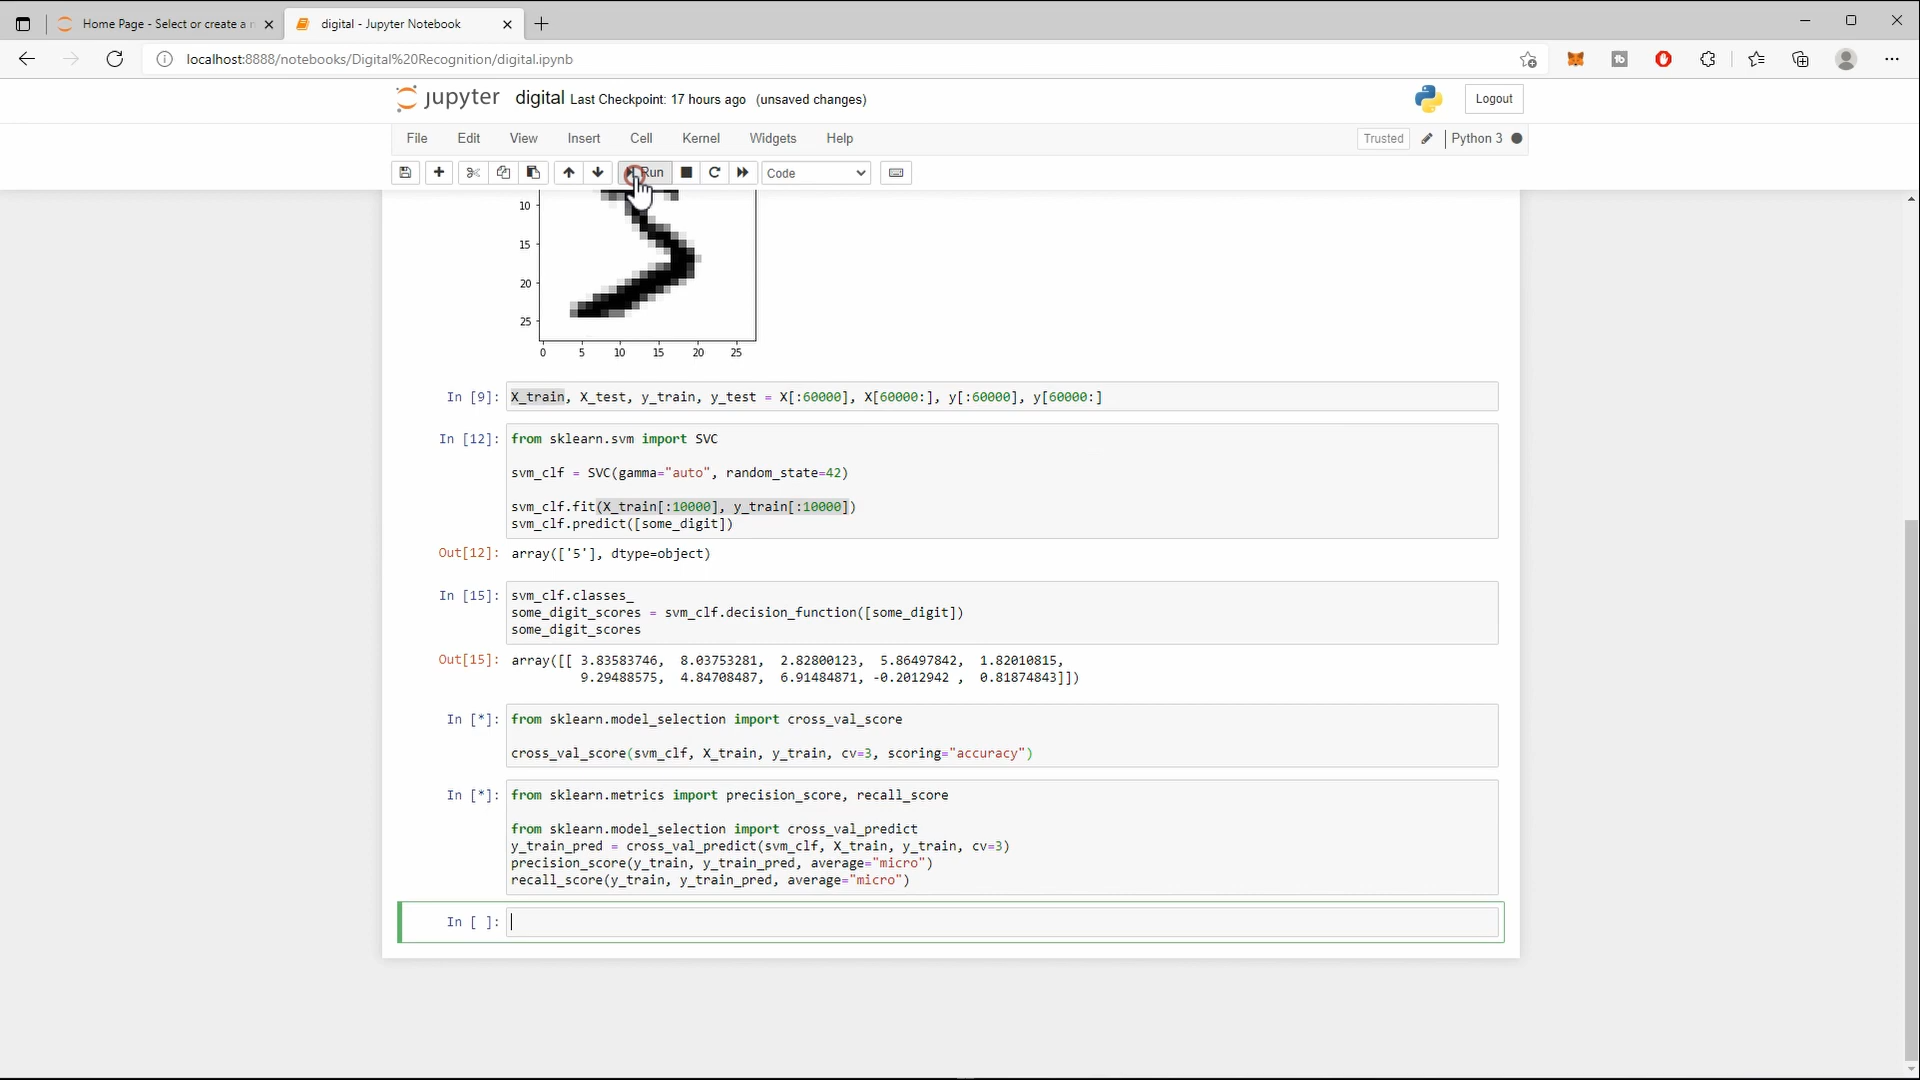 Home Page - Select or create a n
digital - Jupyter Notebook
localhost:8888/notebooks/Digital%20Recognition/digital.ipynb
jupyter digital Last Checkpoint: 17 hours ago (unsaved changes)
Logout
File Edit View Insert Cell Kernel Widgets Help
Trusted Python 3
Run Code
10
15
20
25
0 5 10 15 20 25
In [9]: X_train, X_test, y_train, y_test = X[:60000], X[60000:], y[:60000], y[60000:]
In [12]: from sklearn.svm import SVC
svm_clf = SVC(gamma="auto", random_state=42)
svm_clf.fit(X_train[:10000], y_train[:10000])
svm_clf.predict([some_digit])
Out[12]: array(['5'], dtype=object)
In [15]: svm_clf.classes_
some_digit_scores = svm_clf.decision_function([some_digit])
some_digit_scores
Out[15]: array([[ 3.83583746, 8.03753281, 2.82800123, 5.86497842, 1.82010815,
9.29488575, 4.84708487, 6.91484871, -0.2012942 , 0.81874843]])
In [*]: from sklearn.model_selection import cross_val_score
cross_val_score(svm_clf, X_train, y_train, cv=3, scoring="accuracy")
In [*]: from sklearn.metrics import precision_score, recall_score
from sklearn.model_selection import cross_val_predict
y_train_pred = cross_val_predict(svm_clf, X_train, y_train, cv=3)
precision_score(y_train, y_train_pred, average="micro")
recall_score(y_train, y_train_pred, average="micro")
In [ ]: